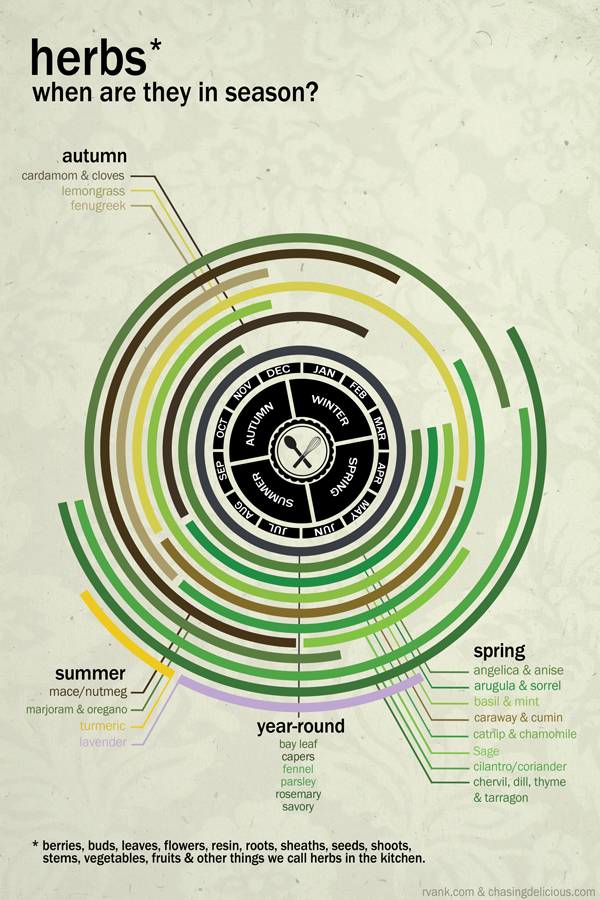 herbs*
when are they in season?
autumn
cardamom & cloves
lemongrass
fenugreek
DEC
JAN
NOV
FEB
OCT
MAR
AUTUMN
WINTER
SEP
APR
SUMMER
SPRING
AUG
MAY
JUL
JUN
spring
angelica & anise
arugula & sorrel
basil & mint
caraway & cumin
catnip & chamomile
Sage
cilantro/coriander
chervil, dill, thyme
& tarragon
summer
mace/nutmeg
marjoram & oregano
turmeric
lavender
year-round
bay leaf
capers
fennel
parsley
rosemary
savory
* berries, buds, leaves, flowers, resin, roots, sheaths, seeds, shoots,
stems, vegetables, fruits & other things we call herbs in the kitchen.
rvank.com & chasingdelicious.com